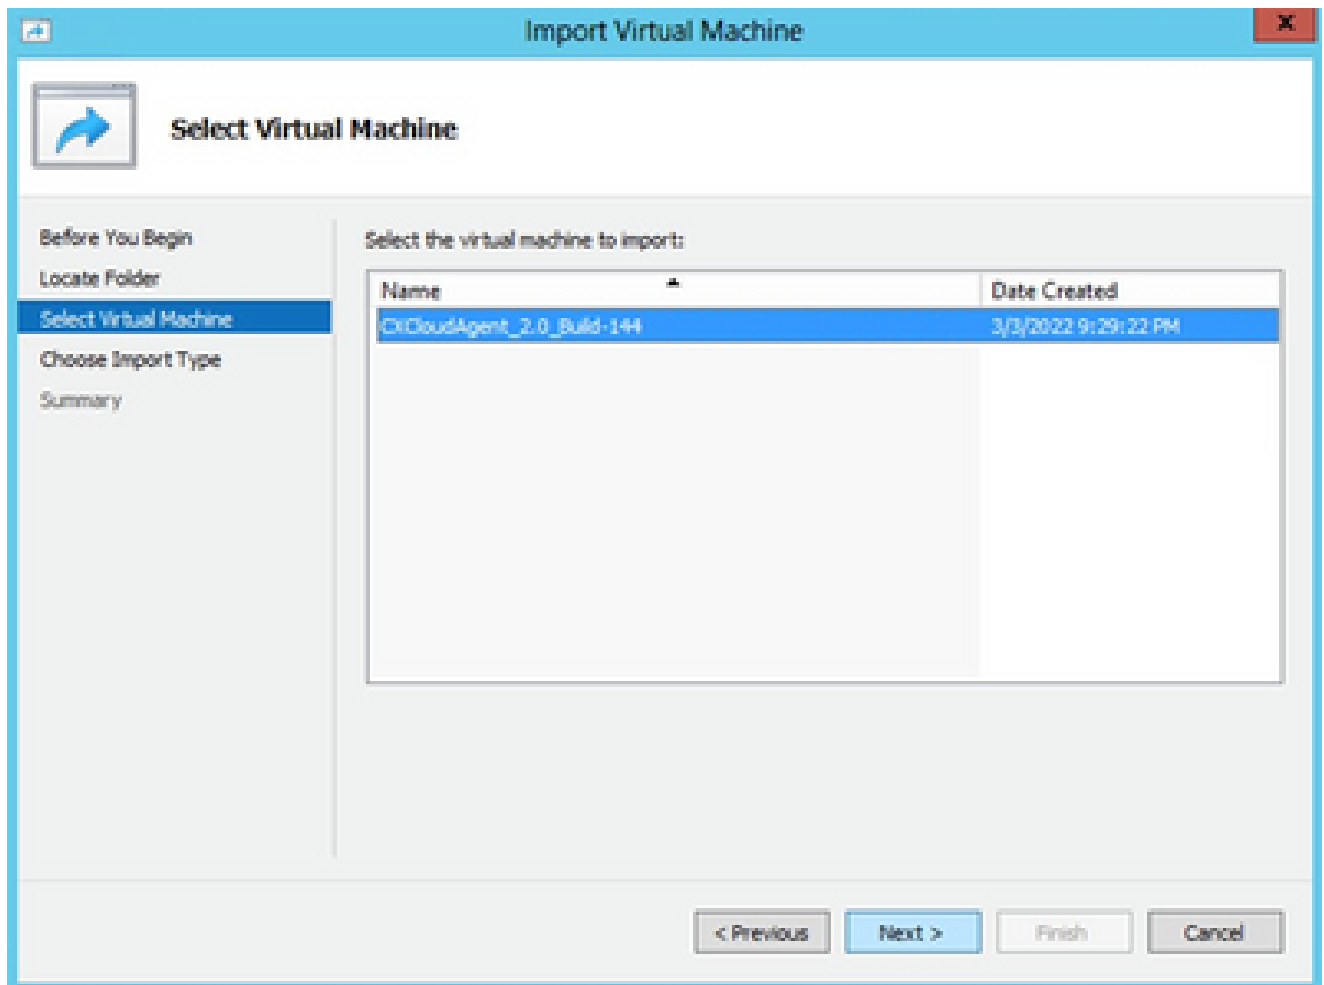 Import Virtual Machine
x
Select Virtual Machine
Before You Begin
Locate Folder
Select Virtual Machine
Choose Import Type
Summary
Select the virtual machine to import:
Name Date Created
CXCloudAgent_2.0_Build-144 3/3/2022 9:29:22 PM
< Previous Next > Finish Cancel